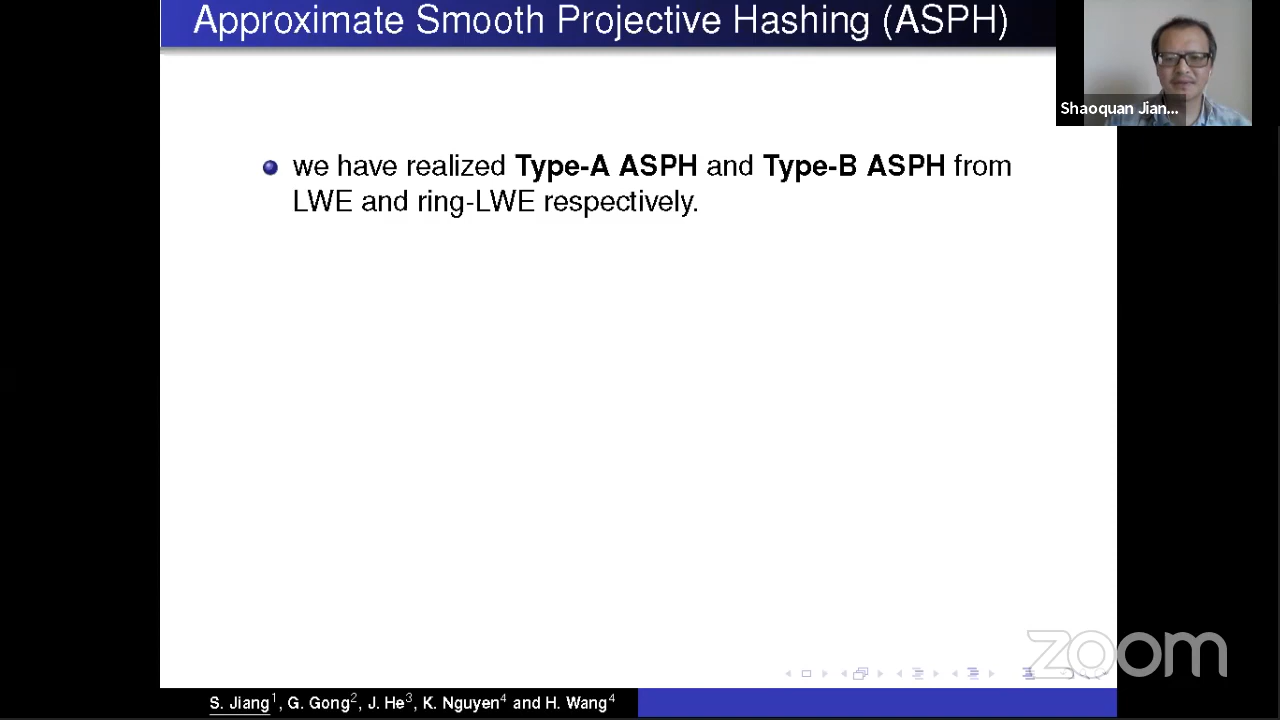 Approximate Smooth Projective Hashing (ASPH)
Shaoquan Jian...
we have realized Type-A ASPH and Type-B ASPH from
LWE and ring-LWE respectively.
zoom
S. Jiang1, G. Gong2, J. He3, K. Nguyen4 and H. Wang4